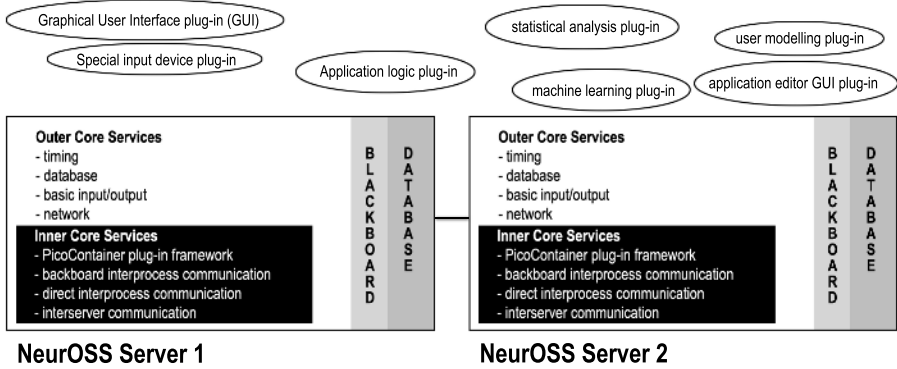 Graphical User Interface plug-in (GUI)
Special input device plug-in
Application logic plug-in
statistical analysis plug-in
machine learning plug-in
user modelling plug-in
application editor GUI plug-in
Outer Core Services
- timing
- database
- basic input/output
- network
Inner Core Services
- PicoContainer plug-in framework
- backboard interprocess communication
- direct interprocess communication
- interserver communication
BLACKBOARD
DATABASE
NeurOSS Server 1
Outer Core Services
- timing
- database
- basic input/output
- network
Inner Core Services
- PicoContainer plug-in framework
- backboard interprocess communication
- direct interprocess communication
- interserver communication
BLACKBOARD
DATABASE
NeurOSS Server 2